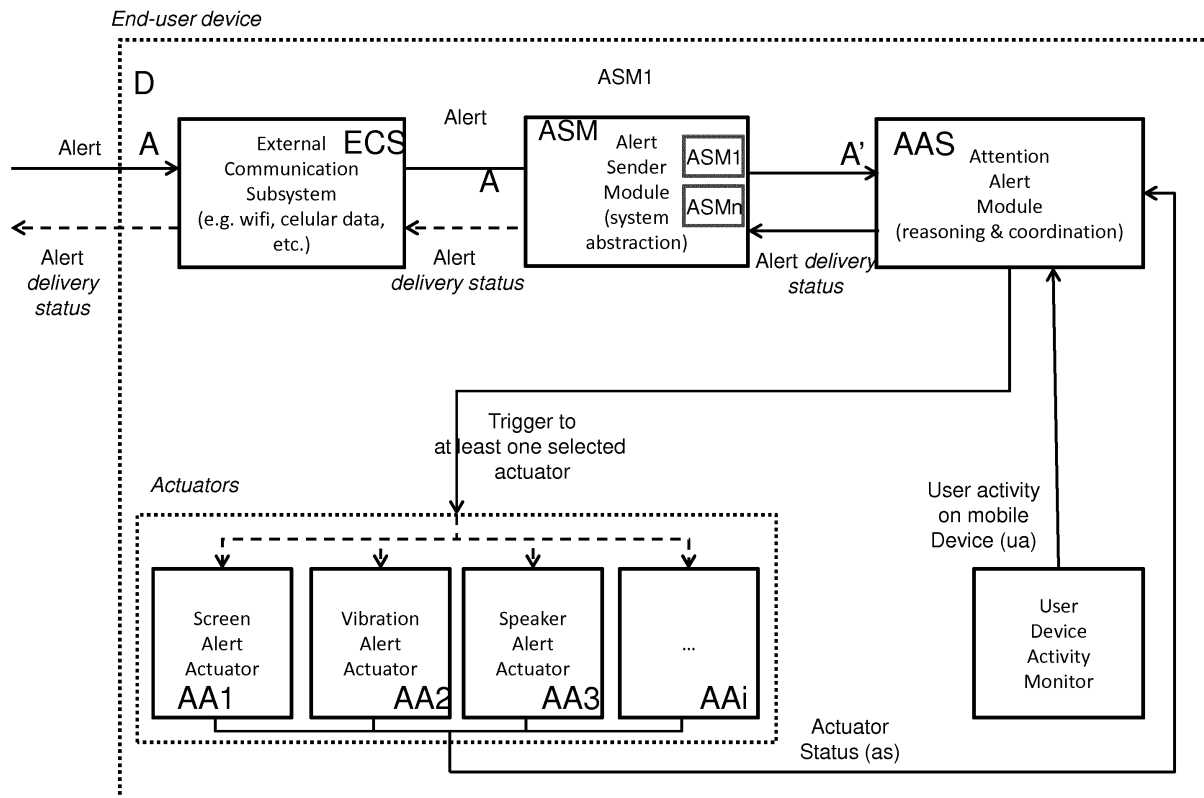 End-user device
D
ASM1
Alert
A
External
Communication
Subsystem
(e.g. wifi, celular data,
etc.)
ECS
Alert
A
ASM
Alert
Sender
Module
(system
abstraction)
ASM1
ASMn
A’
AAS
Attention
Alert
Module
(reasoning & coordination)
Alert
delivery
status
Alert
delivery status
Alert delivery
status
Trigger to
at least one selected
actuator
Actuators
User activity
on mobile
Device (ua)
Screen
Alert
Actuator
AA1
Vibration
Alert
Actuator
AA2
Speaker
Alert
Actuator
AA3
...
AAi
User
Device
Activity
Monitor
Actuator
Status (as)